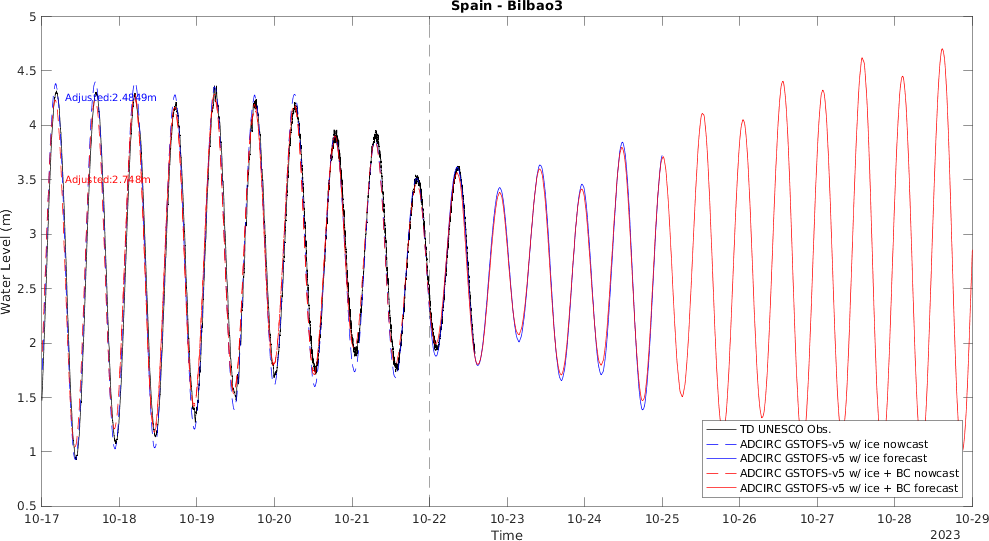 Spain - Bilbao3
5
4.5
4
3.5
3
2.5
2
1.5
1
0.5
Water Level (m)
Adjusted:2.4849m
Adjusted:2.748m
TD UNESCO Obs.
ADCIRC GSTOFS-v5 w/ ice nowcast
ADCIRC GSTOFS-v5 w/ ice forecast
ADCIRC GSTOFS-v5 w/ ice + BC nowcast
ADCIRC GSTOFS-v5 w/ ice + BC forecast
10-17 10-18 10-19 10-20 10-21 10-22 10-23 10-24 10-25 10-26 10-27 10-28 10-29
Time
2023